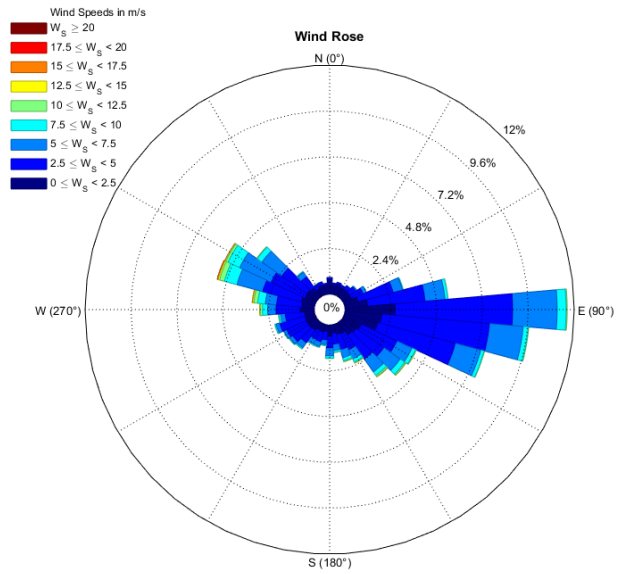 Wind Speeds in m/s
W_S ≥ 20
17.5 ≤ W_S < 20
15 ≤ W_S < 17.5
12.5 ≤ W_S < 15
10 ≤ W_S < 12.5
7.5 ≤ W_S < 10
5 ≤ W_S < 7.5
2.5 ≤ W_S < 5
0 ≤ W_S < 2.5
Wind Rose
N (0°)
12%
9.6%
7.2%
4.8%
2.4%
0%
W (270°)
E (90°)
S (180°)